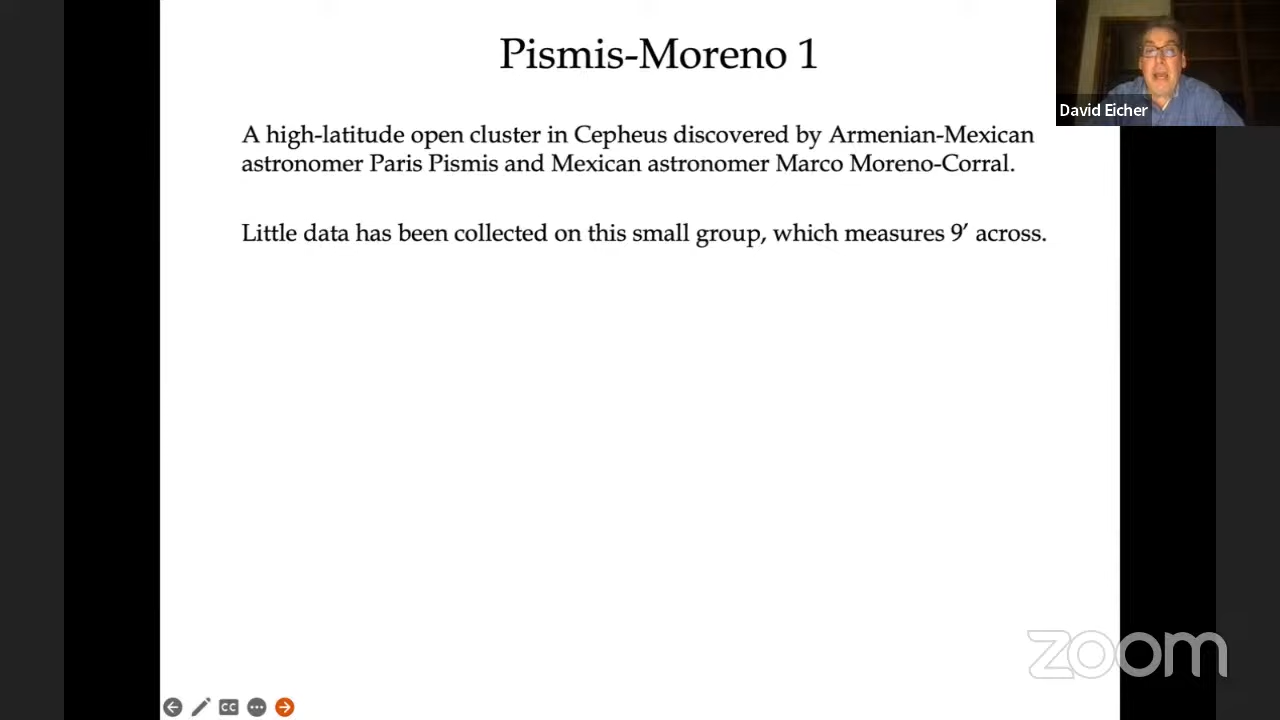 Pismis-Moreno 1
David Eicher
A high-latitude open cluster in Cepheus discovered by Armenian-Mexican
astronomer Paris Pismis and Mexican astronomer Marco Moreno-Corral.
Little data has been collected on this small group, which measures 9′ across.
zoom
CC